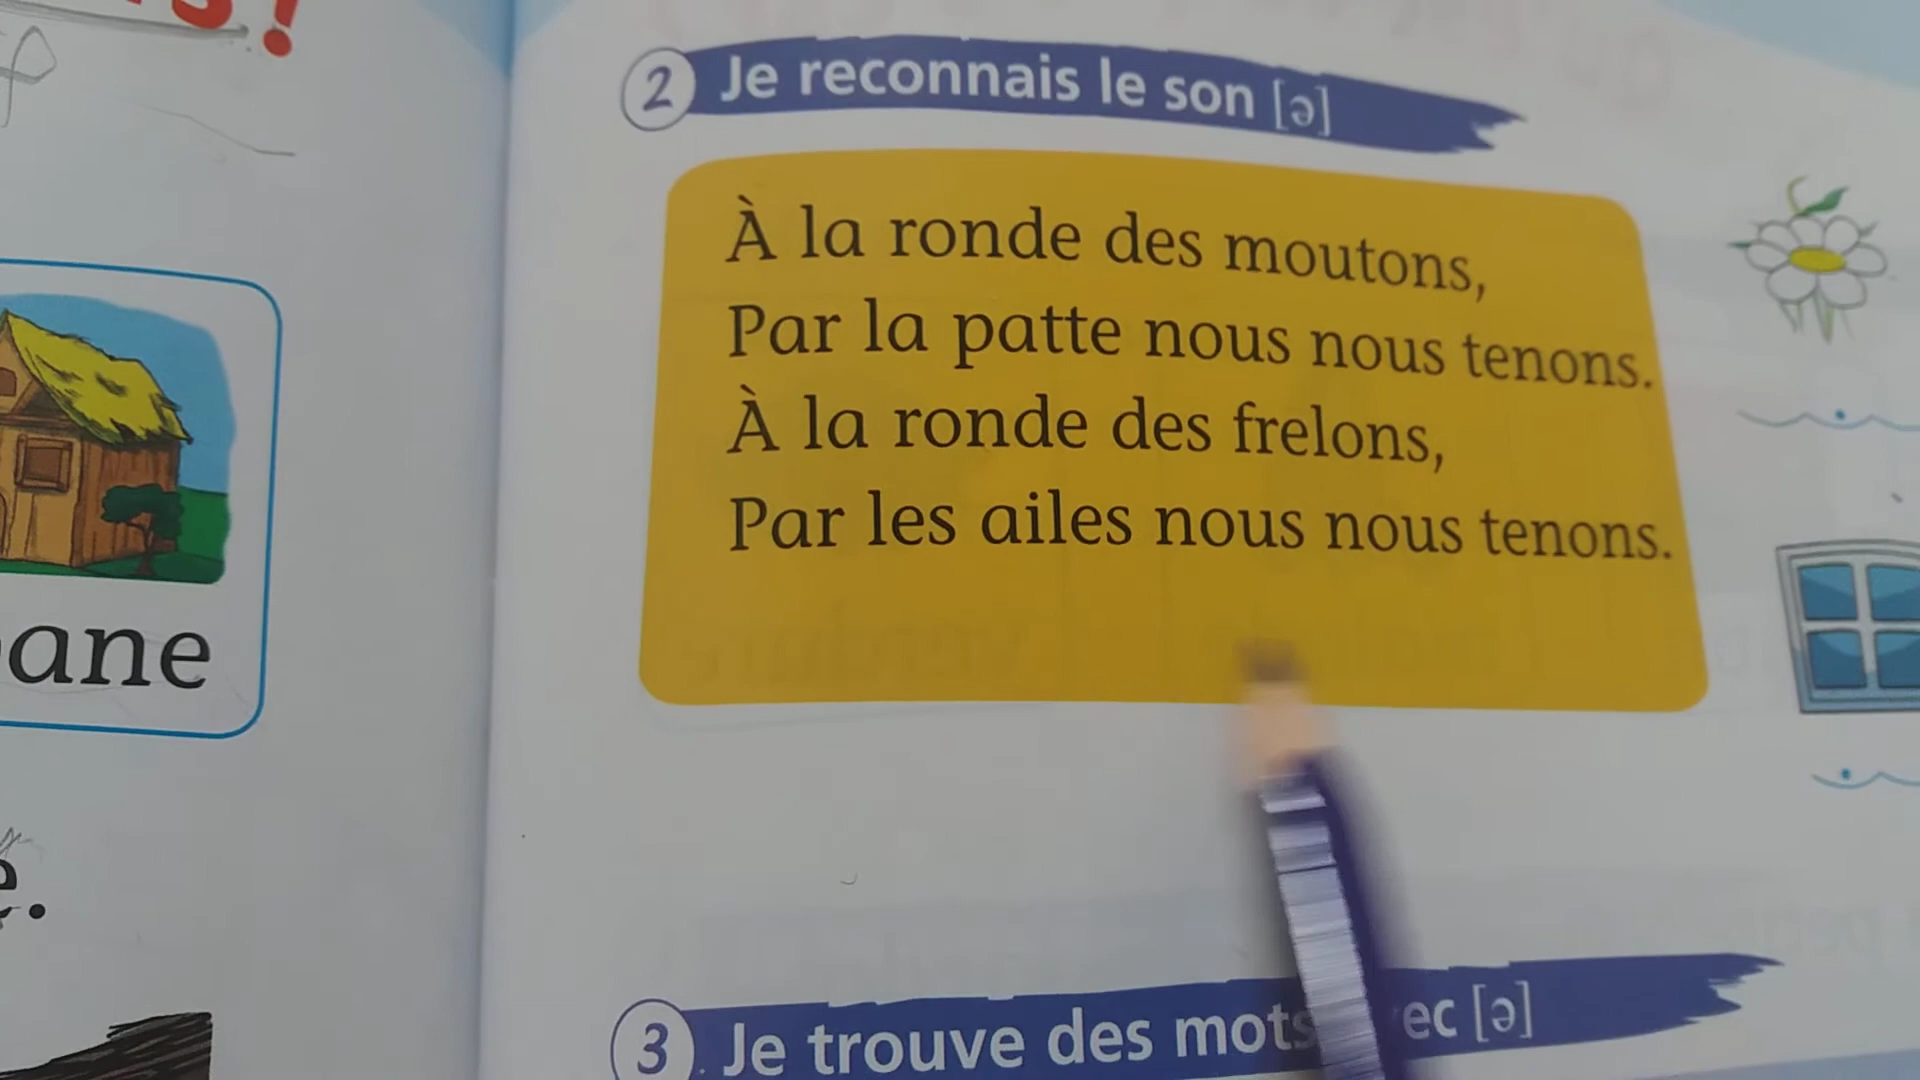 2 Je reconnais le son [ə]
À la ronde des moutons,
Par la patte nous nous tenons.
À la ronde des frelons,
Par les ailes nous nous tenons.
ane
e.
3 Je trouve des mots ec [ə]